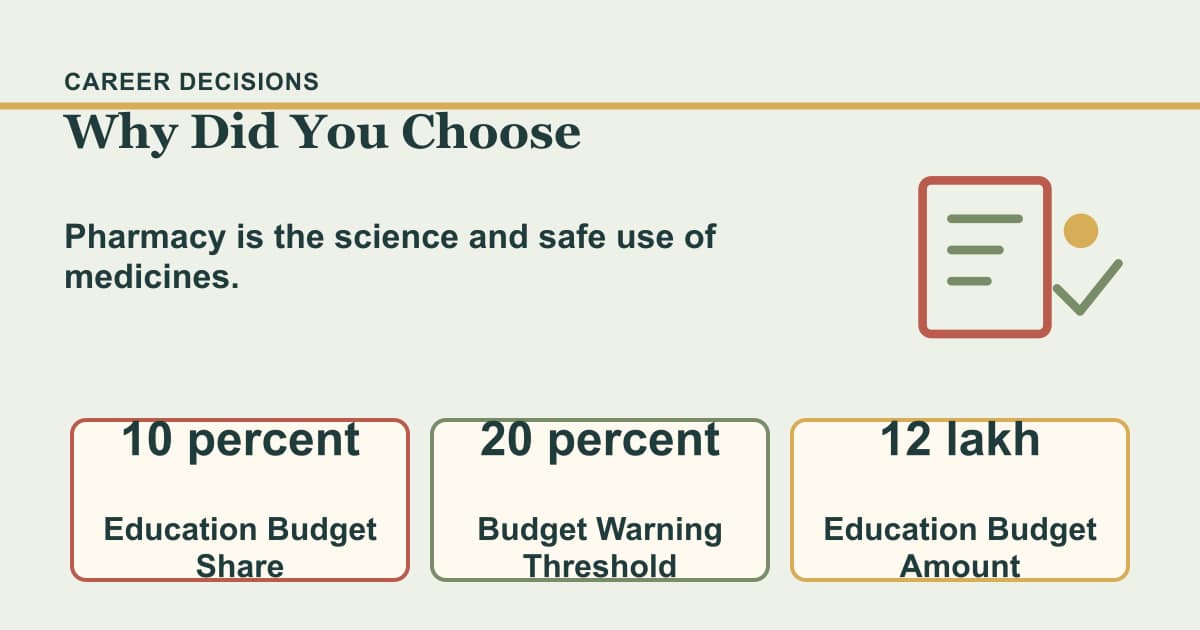 CAREER DECISIONS
Why Did You Choose
Pharmacy is the science and safe use of
medicines.
10 percent
Education Budget
Share
20 percent
Budget Warning
Threshold
12 lakh
Education Budget
Amount